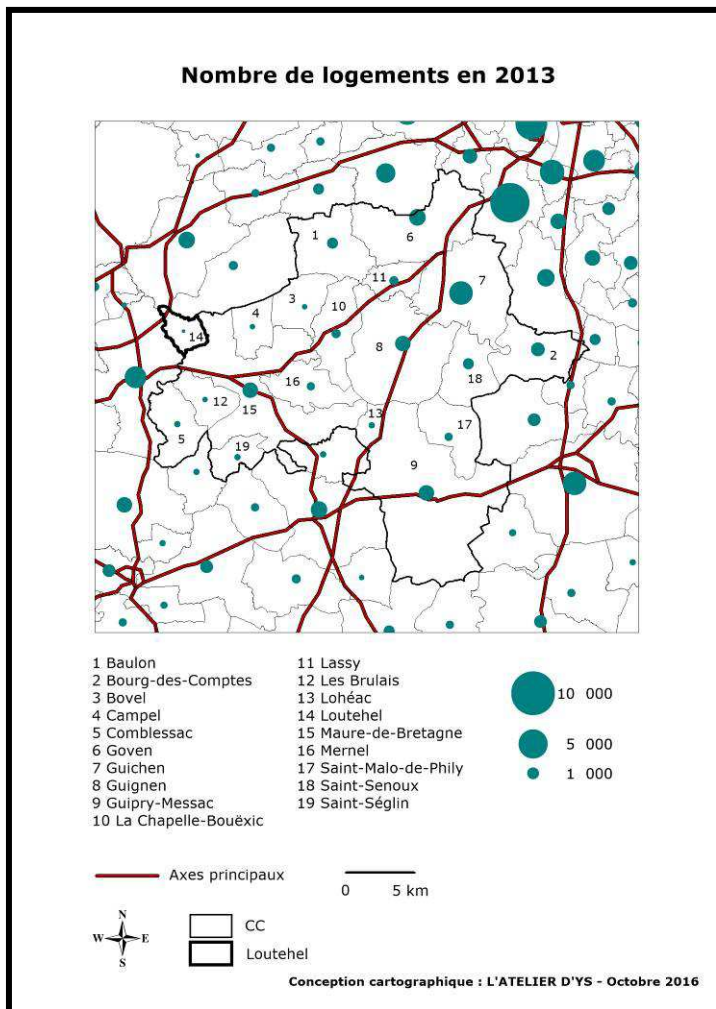 Nombre de logements en 2013
1
6
11
7
3
10
4
14
8
2
18
16
12
15
13
17
5
19
9
1 Baulon
2 Bourg-des-Comptes
3 Bovel
4 Campel
5 Comblessac
6 Goven
7 Guichen
8 Guignen
9 Guipry-Messac
10 La Chapelle-Bouëxic
11 Lassy
12 Les Brulais
13 Lohéac
14 Loutehel
15 Maure-de-Bretagne
16 Mernel
17 Saint-Malo-de-Phily
18 Saint-Senoux
19 Saint-Séglin
10 000
5 000
1 000
Axes principaux
0 5 km
N
W E
S
CC
Loutehel
Conception cartographique : L'ATELIER D'YS - Octobre 2016